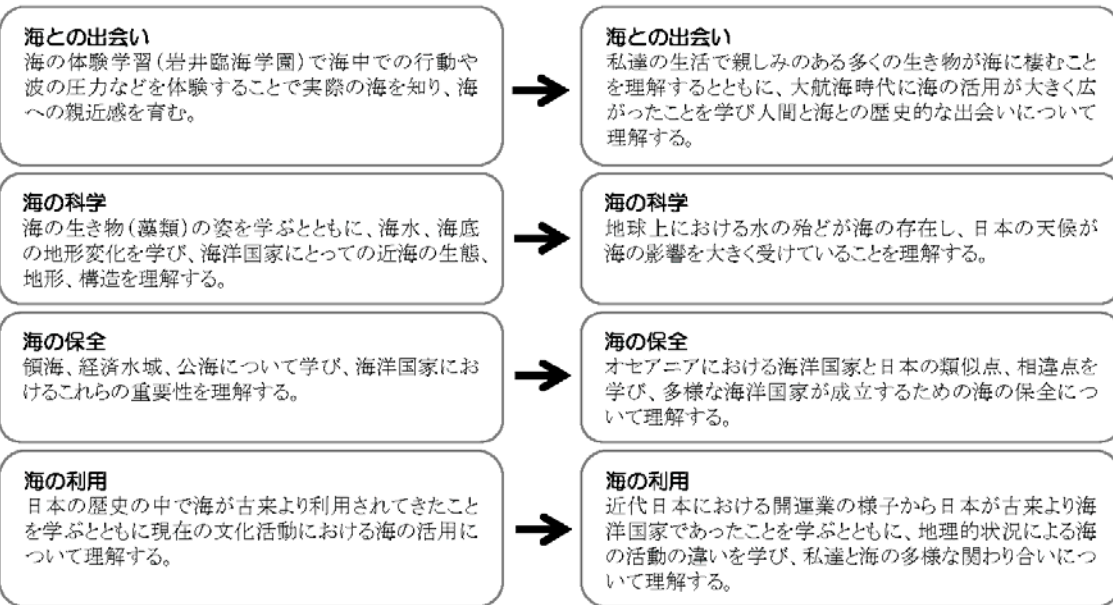 海との出会い
海の体験学習(岩井臨海学園)で海中での行動や
波の圧力などを体験することで実際の海を知り、海
への親近感を育む。
海との出会い
私達の生活で親しみのある多くの生き物が海に棲むこと
を理解するとともに、大航海時代に海の活用が大きく広
がったことを学び人間と海との歴史的な出会いについて
理解する。
海の科学
海の生き物(藻類)の姿を学ぶとともに、海水、海底
の地形変化を学び、海洋国家にとっての近海の生態、
地形、構造を理解する。
海の科学
地球上における水の殆どが海の存在し、日本の天候が
海の影響を大きく受けていることを理解する。
海の保全
領海、経済水域、公海について学び、海洋国家にお
けるこれらの重要性を理解する。
海の保全
オセアニアにおける海洋国家と日本の類似点、相違点を
学び、多様な海洋国家が成立するための海の保全につ
いて理解する。
海の利用
日本の歴史の中で海が古来より利用されてきたこと
を学ぶとともに現在の文化活動における海の活用に
ついて理解する。
海の利用
近代日本における開運業の様子から日本が古来より海
洋国家であったことを学ぶとともに、地理的状況による海
の活動の違いを学び、私達と海の多様な関わり合いにつ
いて理解する。